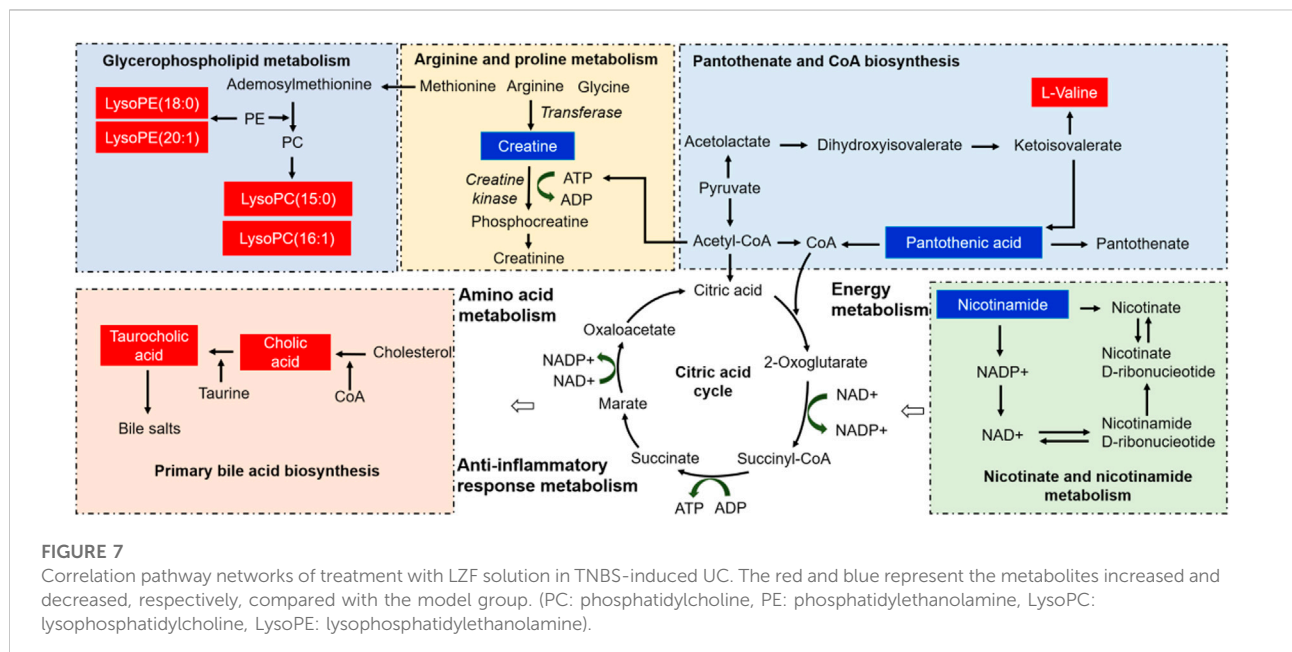 Glycerophospholipid metabolism
Ademosylmethionine
LysoPE(18:0)
LysoPE(20:1)
PE
PC
LysoPC(15:0)
LysoPC(16:1)
Arginine and proline metabolism
Methionine Arginine Glycine
Transferase
Creatine
Creatine
kinase
ATP
ADP
Phosphocreatine
Creatinine
Pantothenate and CoA biosynthesis
L-Valine
Acetolactate
Dihydroxyisovalerate
Ketoisovalerate
Pyruvate
Acetyl-CoA
CoA
Pantothenic acid
Pantothenate
Amino acid
metabolism
Citric acid
Energy
metabolism
Oxaloacetate
NADP+
NAD+
Citric acid
cycle
2-Oxoglutarate
NAD+
NADP+
Marate
Succinate
Succinyl-CoA
ATP ADP
Anti-inflammatory
response metabolism
Taurocholic
acid
Cholic
acid
Cholesterol
Taurine
CoA
Bile salts
Primary bile acid biosynthesis
Nicotinamide
Nicotinate
NADP+
Nicotinate
D-ribonucieotide
NAD+
Nicotinamide
D-ribonucieotide
Nicotinate and nicotinamide
metabolism
FIGURE 7
Correlation pathway networks of treatment with LZF solution in TNBS-induced UC. The red and blue represent the metabolites increased and
decreased, respectively, compared with the model group. (PC: phosphatidylcholine, PE: phosphatidylethanolamine, LysoPC:
lysophosphatidylcholine, LysoPE: lysophosphatidylethanolamine).